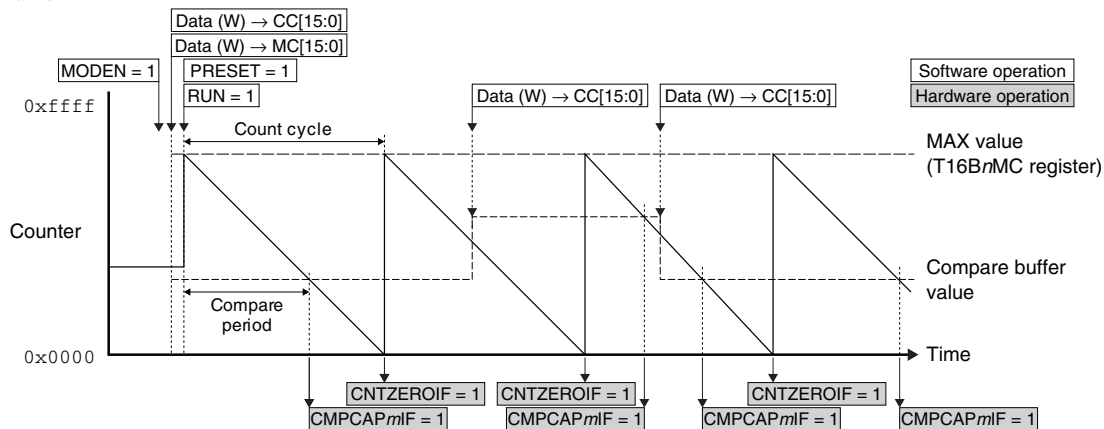 Data (W) → CC[15:0]
Data (W) → MC[15:0]
MODEN = 1
PRESET = 1
RUN = 1
Data (W) → CC[15:0]
Data (W) → CC[15:0]
Software operation
Hardware operation
0xffff
Count cycle
MAX value
(T16BnMC register)
Counter
Compare buffer
value
Compare
period
0x0000
Time
CNTZEROIF = 1
CNTZEROIF = 1
CNTZEROIF = 1
CMPCAPmIF = 1
CMPCAPmIF = 1
CMPCAPmIF = 1
CMPCAPmIF = 1